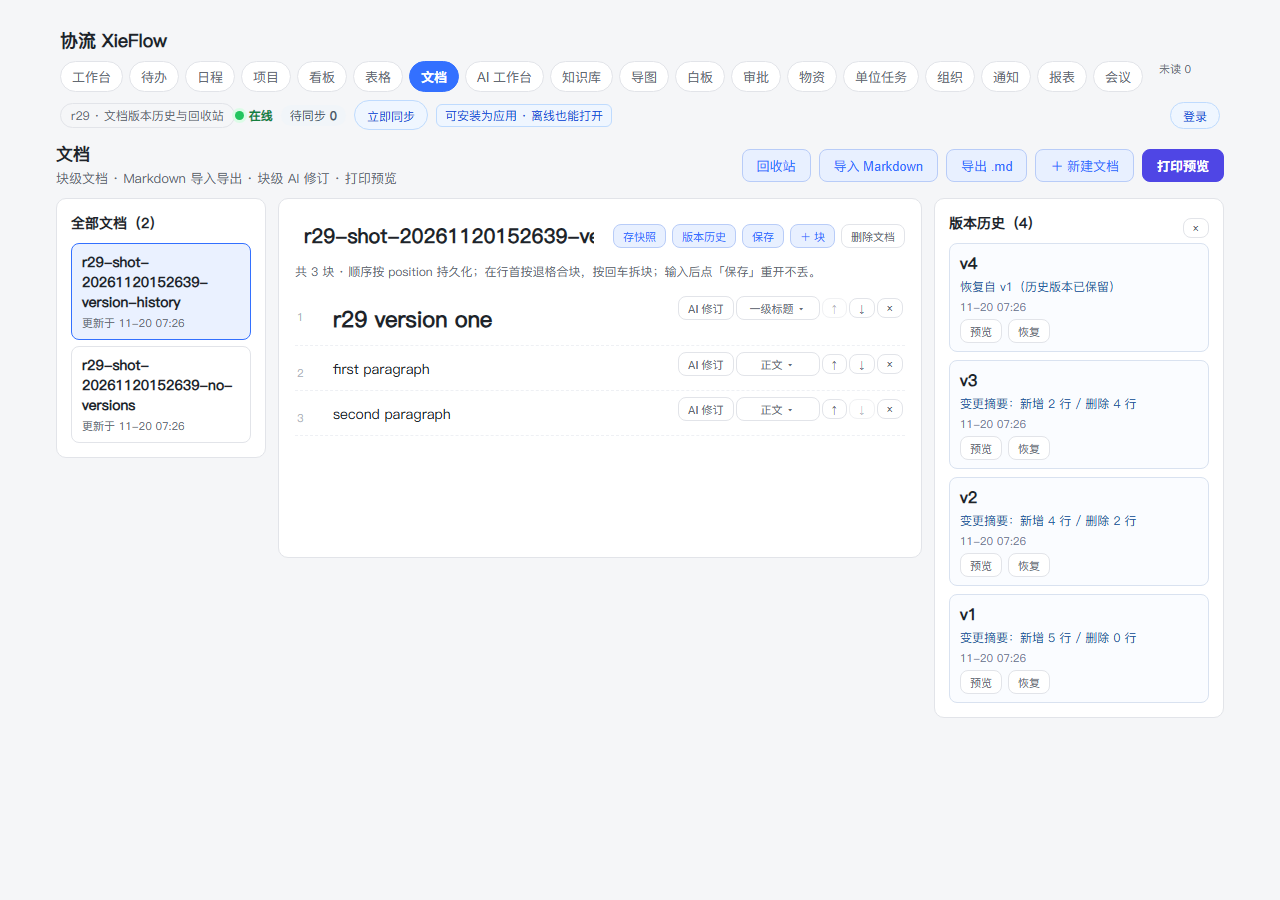 协流 XieFlow
工作台 待办 日程 项目 看板 表格 文档 AI 工作台 知识库 导图 白板 审批 物资 单位任务 组织 通知 报表 会议 未读 0
r29 · 文档版本历史与回收站 在线 待同步 0 立即同步 可安装为应用 · 离线也能打开 登录
文档
块级文档 · Markdown 导入导出 · 块级 AI 修订 · 打印预览
回收站 导入 Markdown 导出 .md ＋ 新建文档 打印预览
全部文档（2）
r29-shot-
20261120152639-
version-history
更新于 11-20 07:26
r29-shot-
20261120152639-no-
versions
更新于 11-20 07:26
r29-shot-20261120152639-ve
存快照 版本历史 保存 ＋ 块 删除文档
共 3 块 · 顺序按 position 持久化；在行首按退格合块，按回车拆块；输入后点「保存」重开不丢。
1 r29 version one AI 修订 一级标题 ↑ ↓ ×
2 first paragraph AI 修订 正文 ↑ ↓ ×
3 second paragraph AI 修订 正文 ↑ ↓ ×
版本历史（4） ×
v4
恢复自 v1（历史版本已保留）
11-20 07:26
预览 恢复
v3
变更摘要：新增 2 行 / 删除 4 行
11-20 07:26
预览 恢复
v2
变更摘要：新增 4 行 / 删除 2 行
11-20 07:26
预览 恢复
v1
变更摘要：新增 5 行 / 删除 0 行
11-20 07:26
预览 恢复